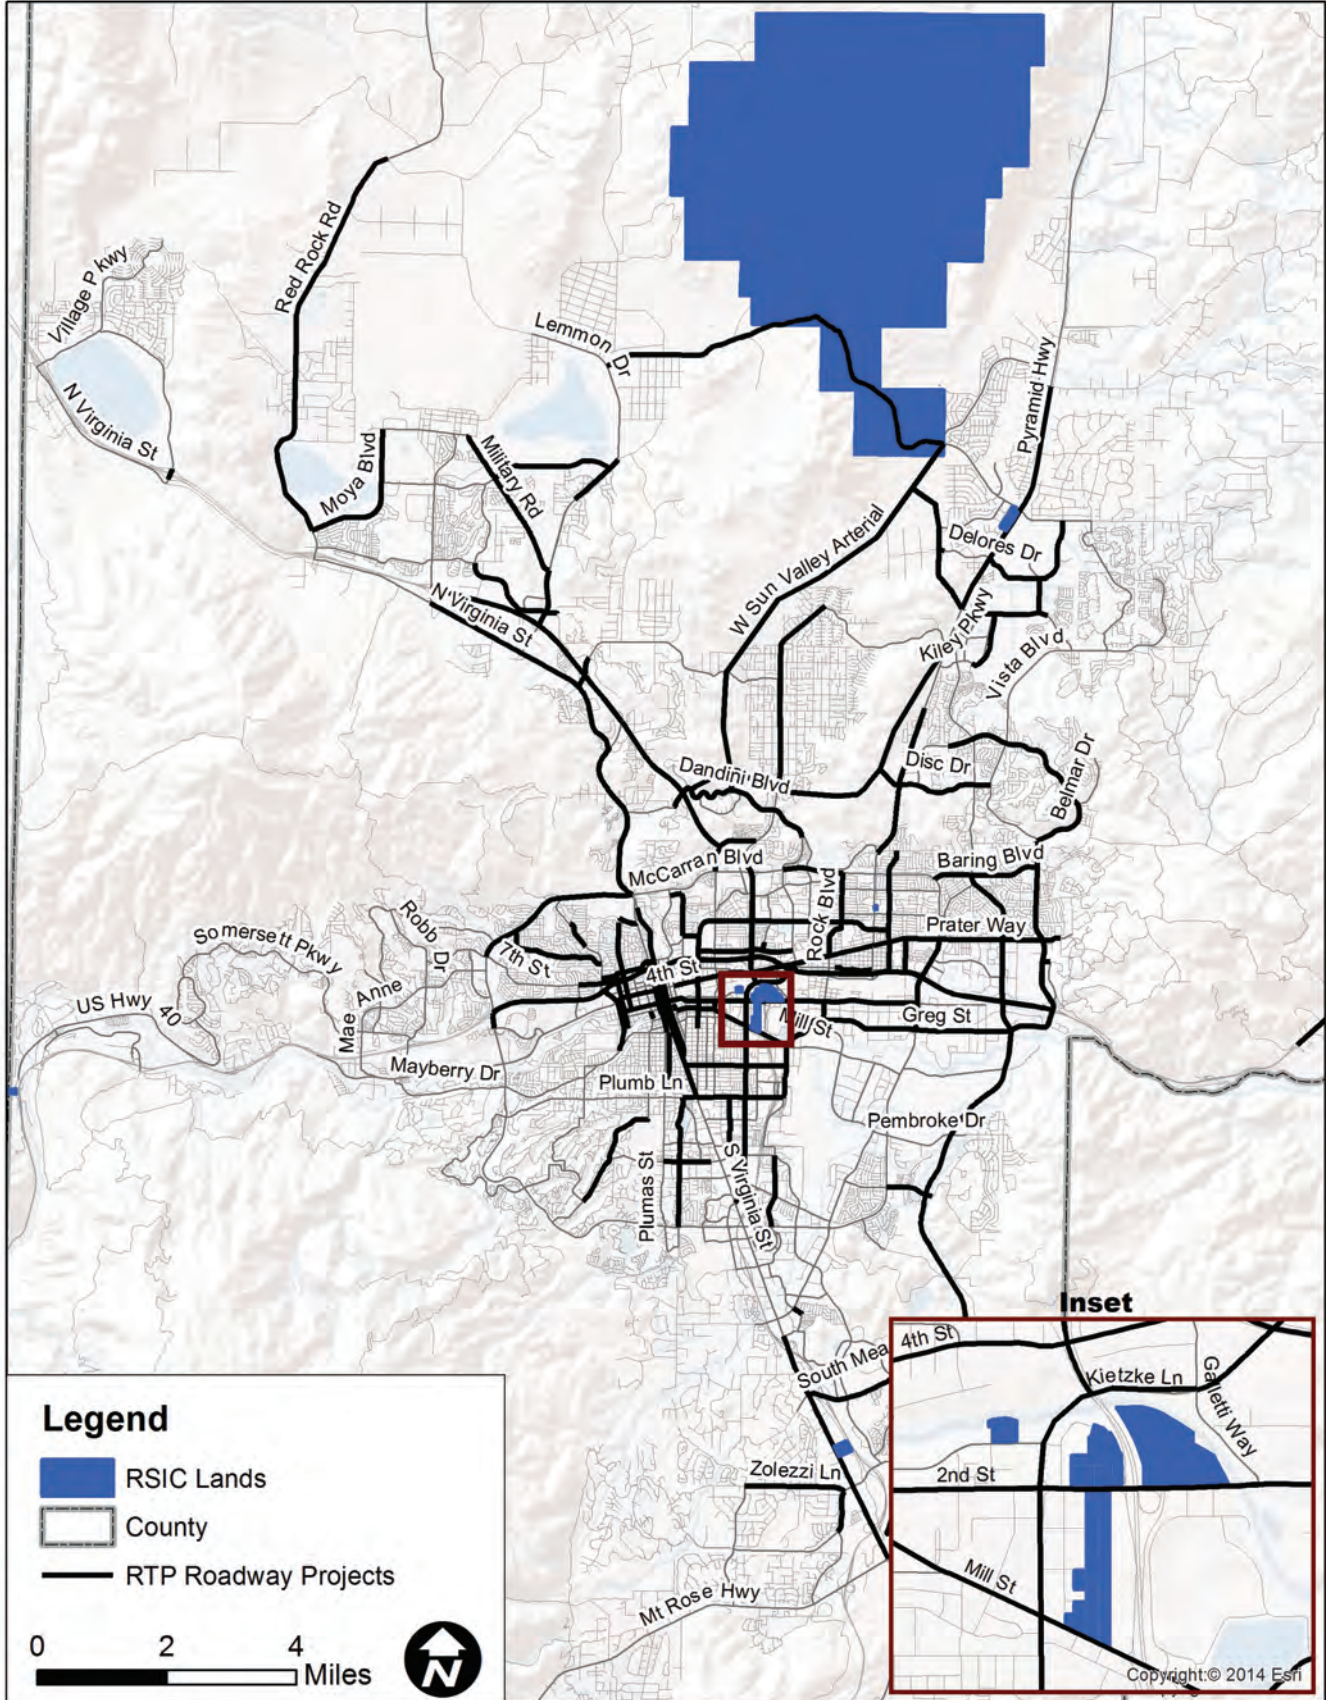 Red Rock Rd
Village Pkwy
Lemmon Dr
Pyramid Hwy
N Virginia St
Moya Blvd
Military Rd
W Sun Valley Arterial
Delores Dr
N Virginia St
Kiley Pkwy
Vista Blvd
Dandini Blvd
Disc Dr
Belmar Dr
McCarran Blvd
Baring Blvd
Rock Blvd
Robb Dr
Prater Way
Somersett Pkwy
7th St
4th St
Mae Anne
US Hwy 40
Mill St
Greg St
Mayberry Dr
Plumb Ln
Pembroke Dr
Plumas St
S Virginia St
Inset
South Mea
4th St
Kietzke Ln
Galletti Way
2nd St
Mill St
Zolezzi Ln
Mt Rose Hwy
Legend
RSIC Lands
County
RTP Roadway Projects
0 2 4
Miles
N
Copyright:© 2014 Esri